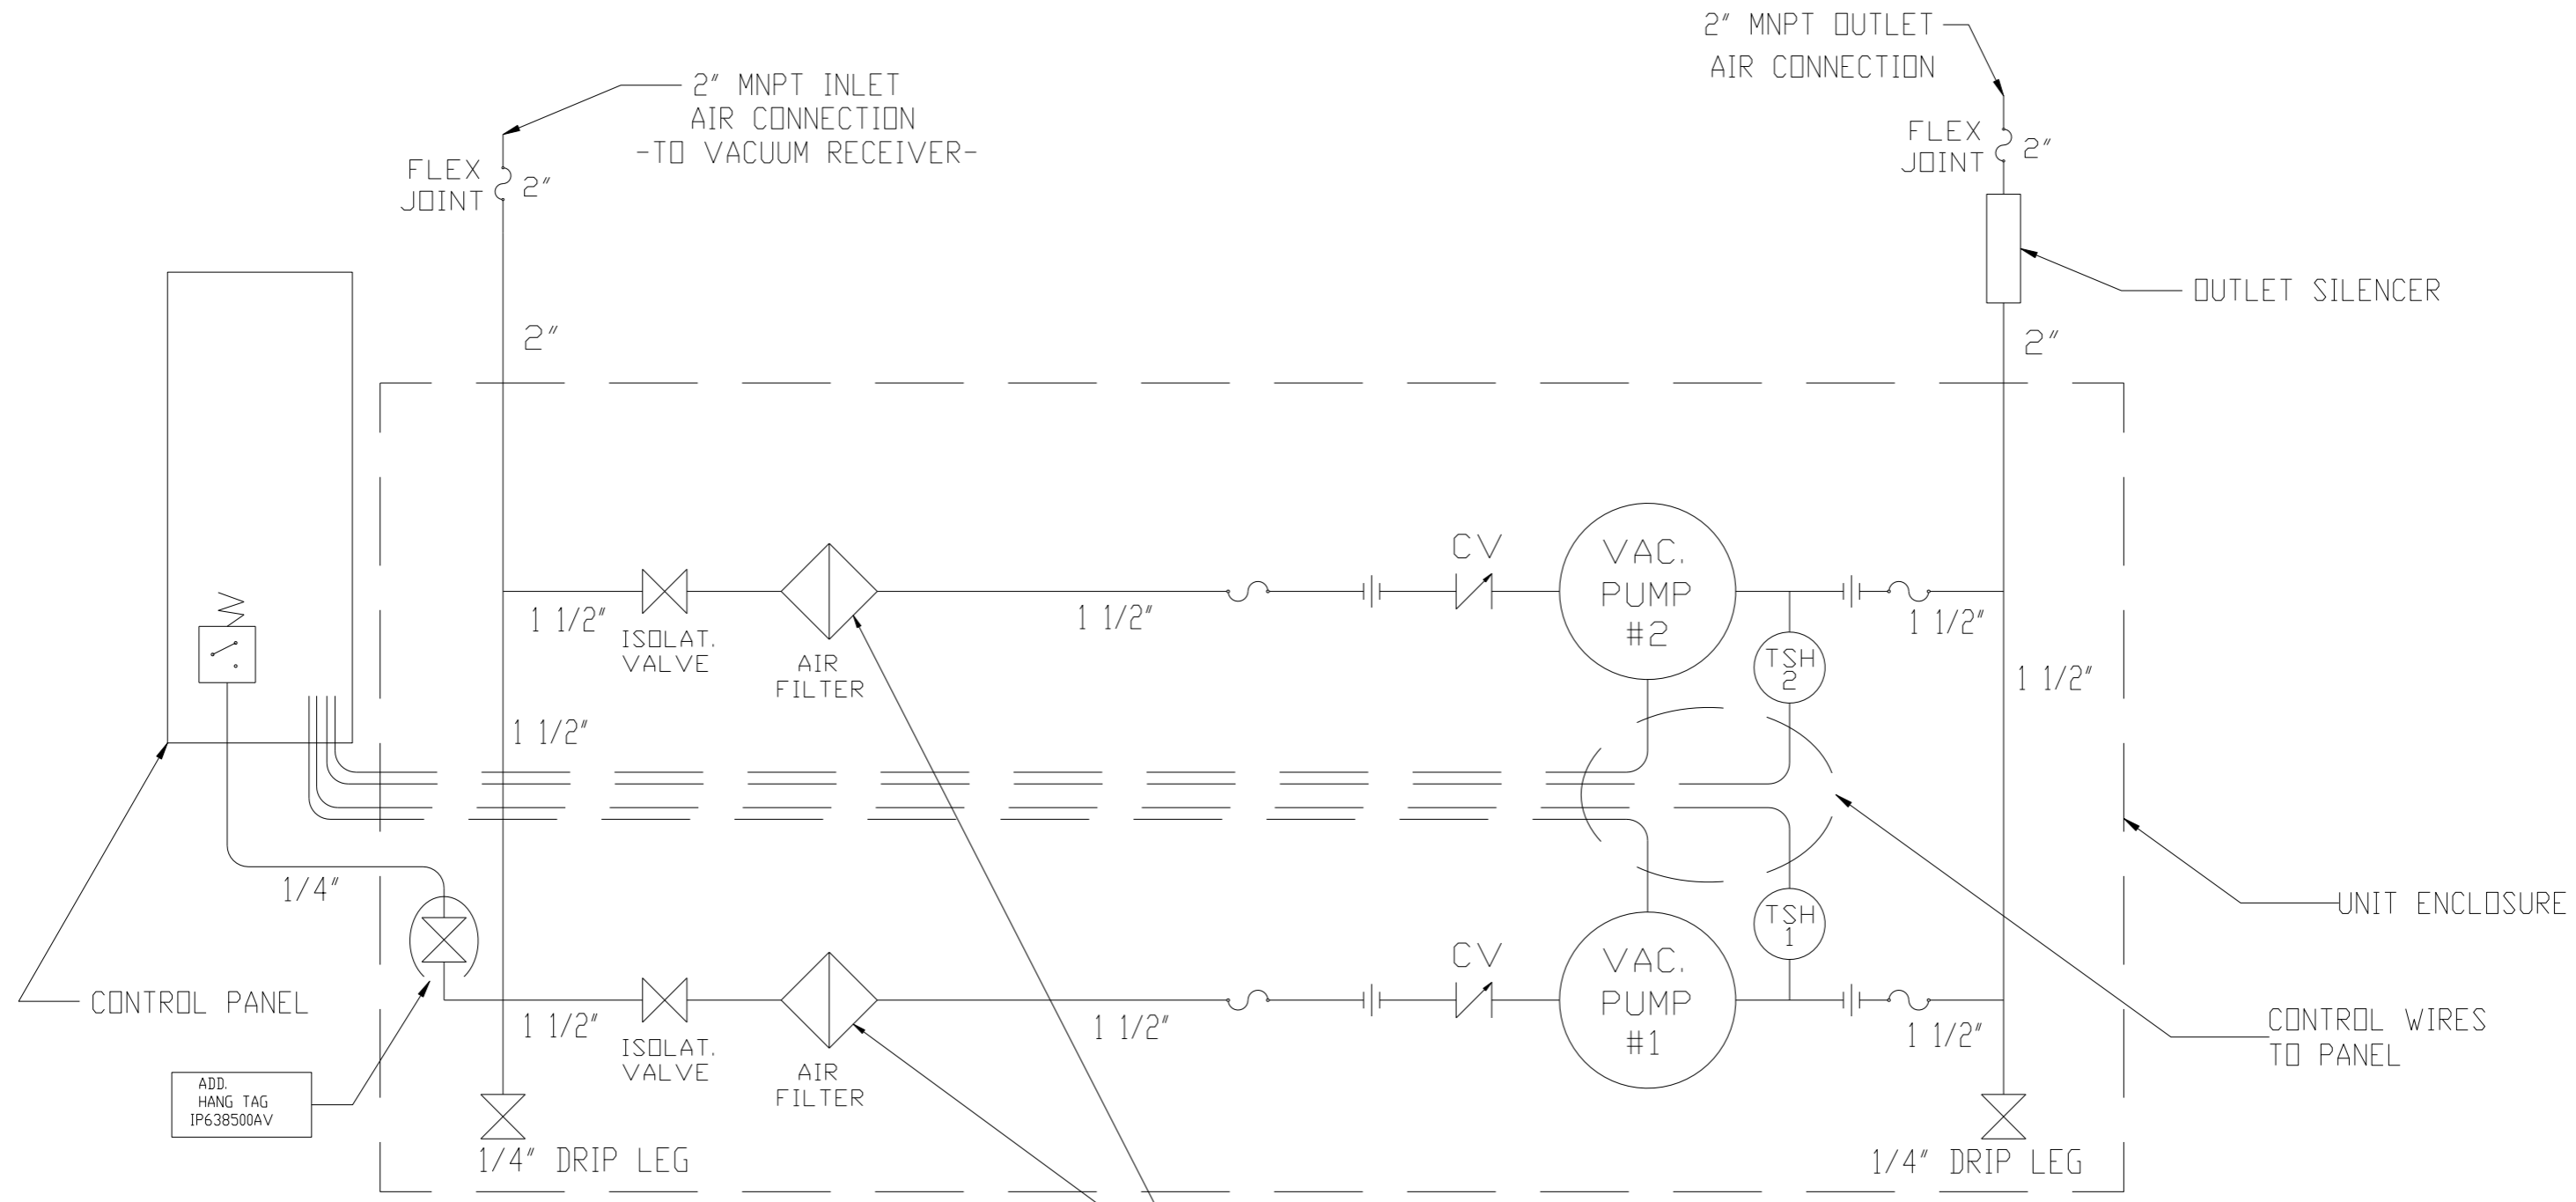 2" MNPT OUTLET
AIR CONNECTION
2" MNPT INLET
AIR CONNECTION
-TO VACUUM RECEIVER-
FLEX
JOINT
2"
FLEX
JOINT
2"
OUTLET SILENCER
2"
2"
CV
VAC.
PUMP
#2
1 1/2"
ISOLAT.
VALVE
AIR
FILTER
1 1/2"
TSH
2
1 1/2"
1 1/2"
1 1/2"
1/4"
UNIT ENCLOSURE
CV
VAC.
PUMP
#1
TSH
1
CONTROL PANEL
1 1/2"
ISOLAT.
VALVE
AIR
FILTER
1 1/2"
1 1/2"
CONTROL WIRES
TO PANEL
ADD.
HANG TAG
IP638500AV
1/4" DRIP LEG
1/4" DRIP LEG